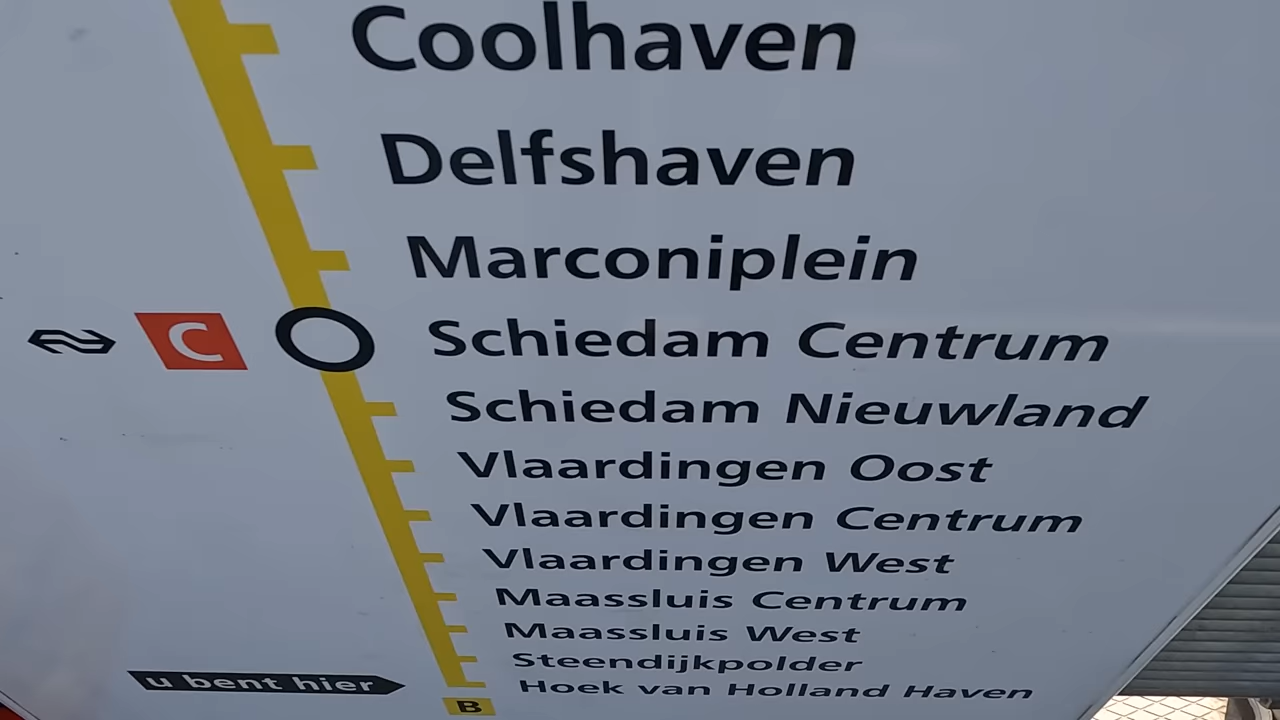 Coolhaven
Delfshaven
Marconiplein
C Schiedam Centrum
Schiedam Nieuwland
Vlaardingen Oost
Vlaardingen Centrum
Vlaardingen West
Maassluis Centrum
Maassluis West
Steendijkpolder
u bent hier Hoek van Holland Haven
B